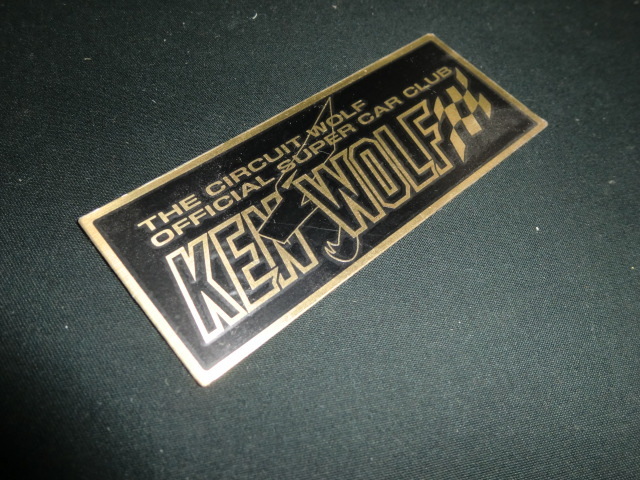 THE CIRCUIT WOLF
OFFICIAL SUPER CAR CLUB
KEN WOLF